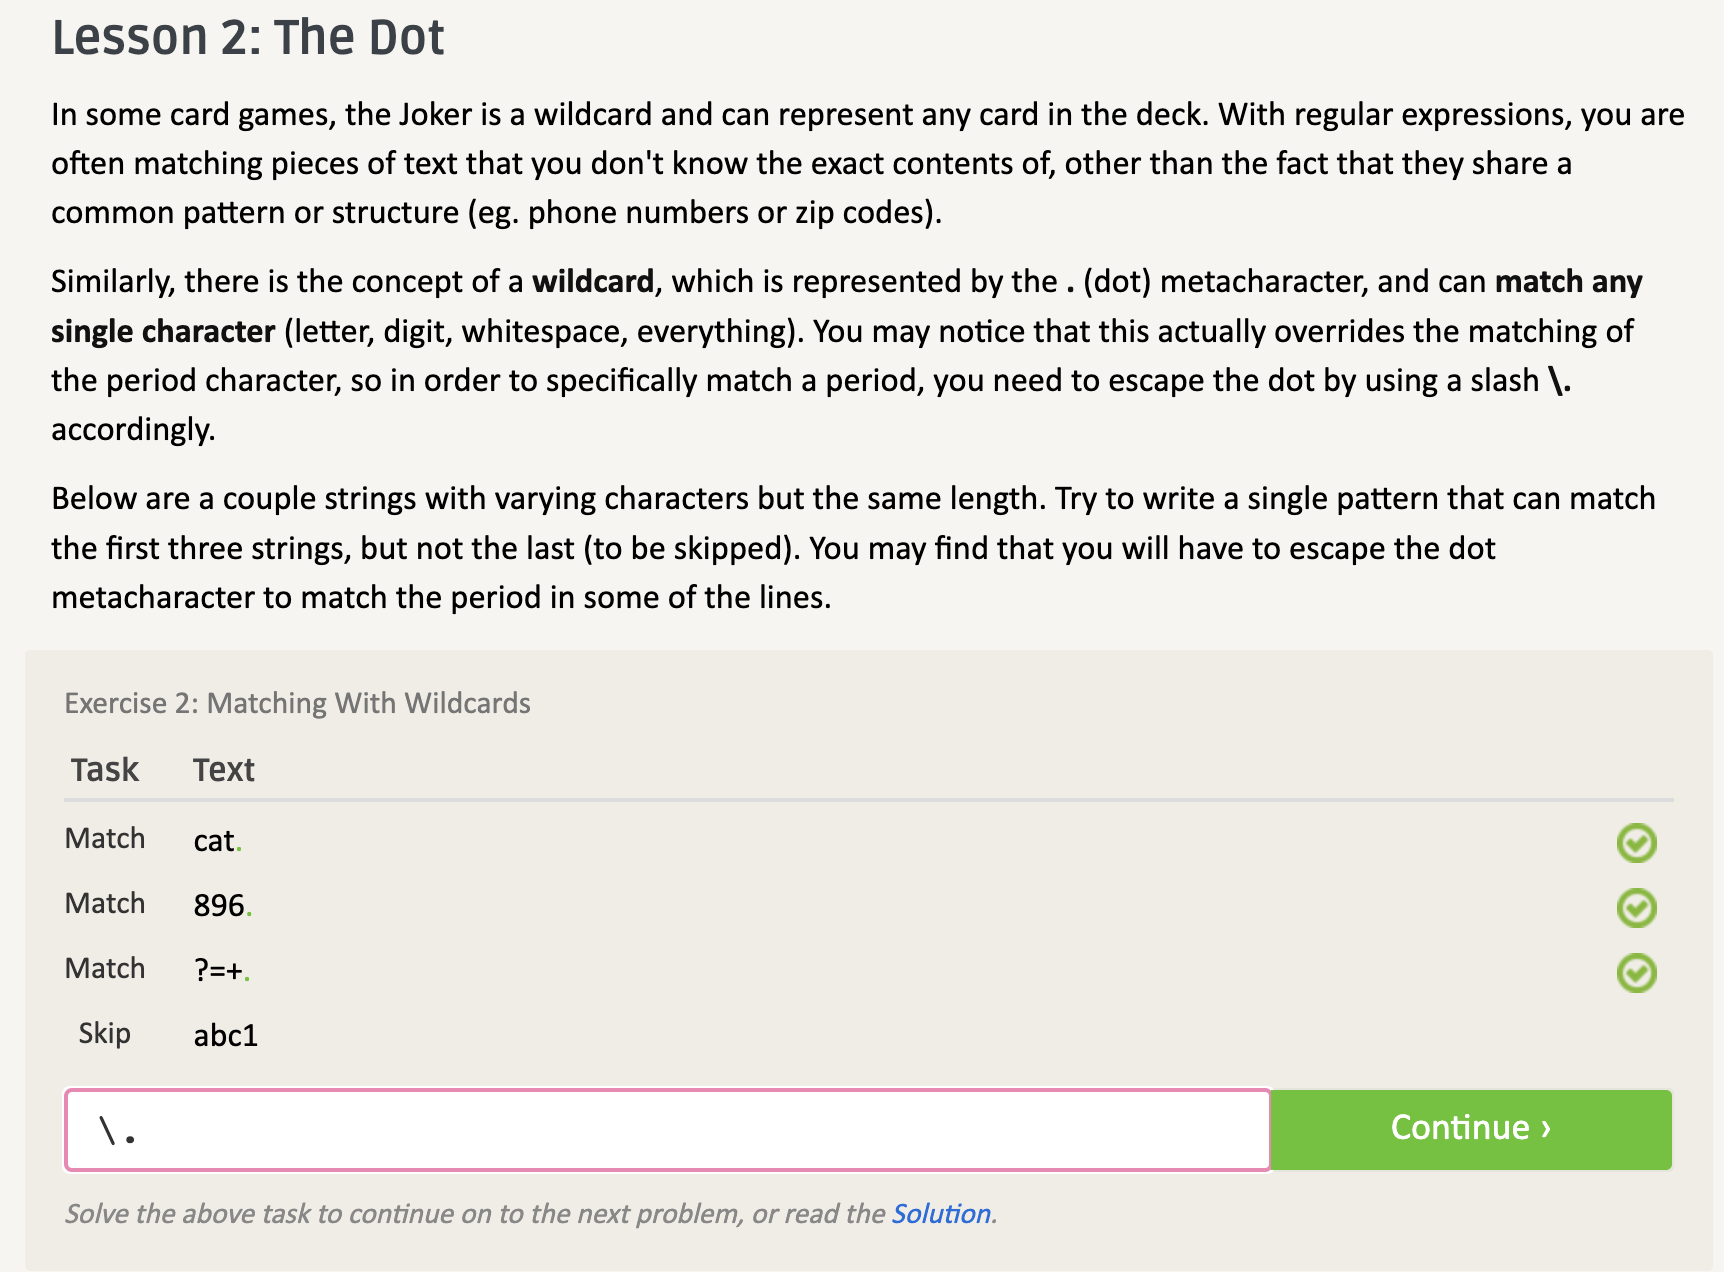 Lesson 2: The Dot
In some card games, the Joker is a wildcard and can represent any card in the deck. With regular expressions, you are
often matching pieces of text that you don't know the exact contents of, other than the fact that they share a
common pattern or structure (eg. phone numbers or zip codes).
Similarly, there is the concept of a wildcard, which is represented by the . (dot) metacharacter, and can match any
single character (letter, digit, whitespace, everything). You may notice that this actually overrides the matching of
the period character, so in order to specifically match a period, you need to escape the dot by using a slash \.
accordingly.
Below are a couple strings with varying characters but the same length. Try to write a single pattern that can match
the first three strings, but not the last (to be skipped). You may find that you will have to escape the dot
metacharacter to match the period in some of the lines.
Exercise 2: Matching With Wildcards
Task Text
Match cat.
Match 896.
Match ?=+.
Skip abc1
\. Continue ›
Solve the above task to continue on to the next problem, or read the Solution.